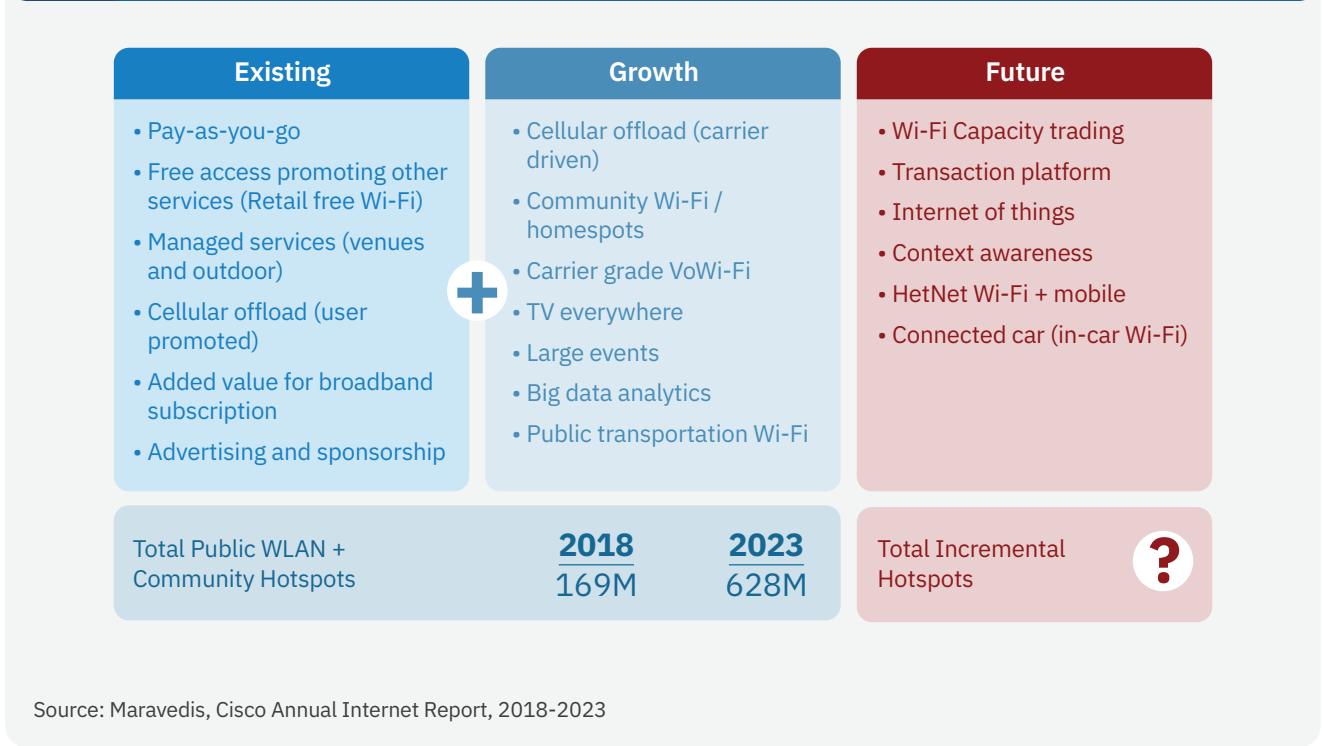 Existing
• Pay-as-you-go
• Free access promoting other
services (Retail free Wi-Fi)
• Managed services (venues
and outdoor)
• Cellular offload (user
promoted)
• Added value for broadband
subscription
• Advertising and sponsorship
+
Growth
• Cellular offload (carrier
driven)
• Community Wi-Fi /
homespots
• Carrier grade VoWi-Fi
• TV everywhere
• Large events
• Big data analytics
• Public transportation Wi-Fi
Future
• Wi-Fi Capacity trading
• Transaction platform
• Internet of things
• Context awareness
• HetNet Wi-Fi + mobile
• Connected car (in-car Wi-Fi)
Total Public WLAN +
Community Hotspots
2018
169M
2023
628M
Total Incremental
Hotspots
?
Source: Maravedis, Cisco Annual Internet Report, 2018-2023